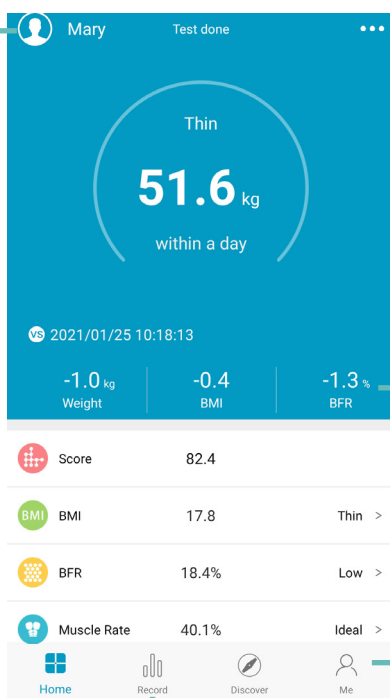 Mary Test done
Thin
51.6 kg
within a day
VS 2021/01/25 10:18:13
-1.0 kg -0.4 -1.3 %
Weight BMI BFR
Score 82.4
BMI BMI 17.8 Thin >
BFR 18.4% Low >
Muscle Rate 40.1% Ideal >
Home Record Discover Me